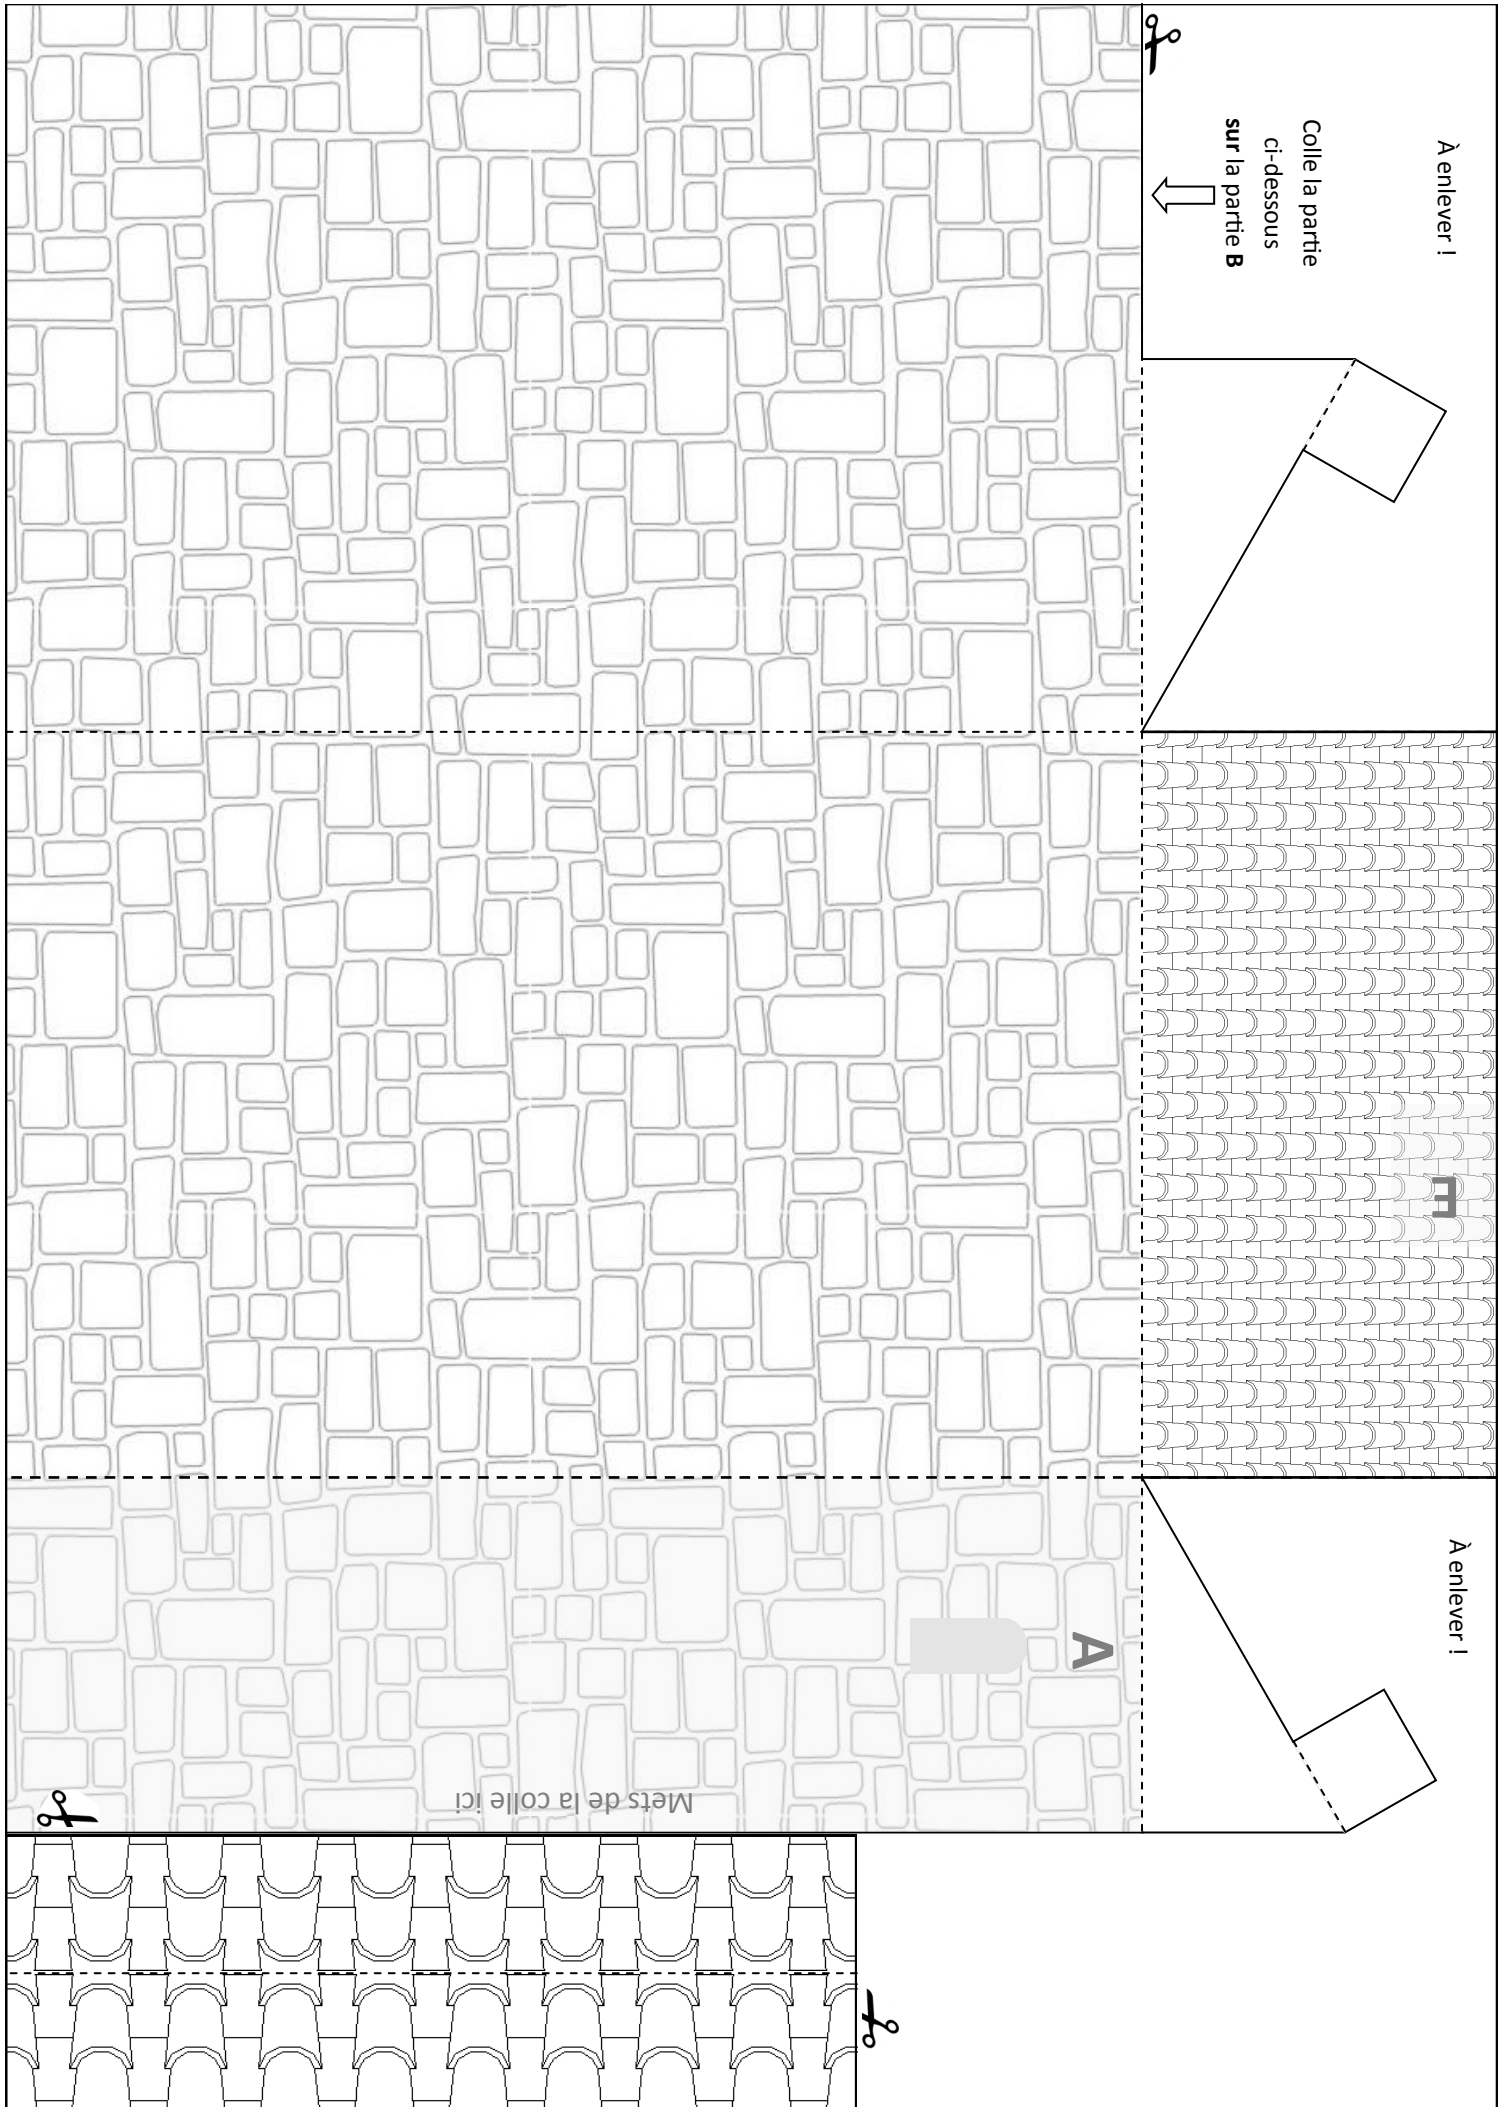 À enlever !
Colle la partie
ci-dessous
sur la partie B
E
À enlever !
A
Mets de la colle ici